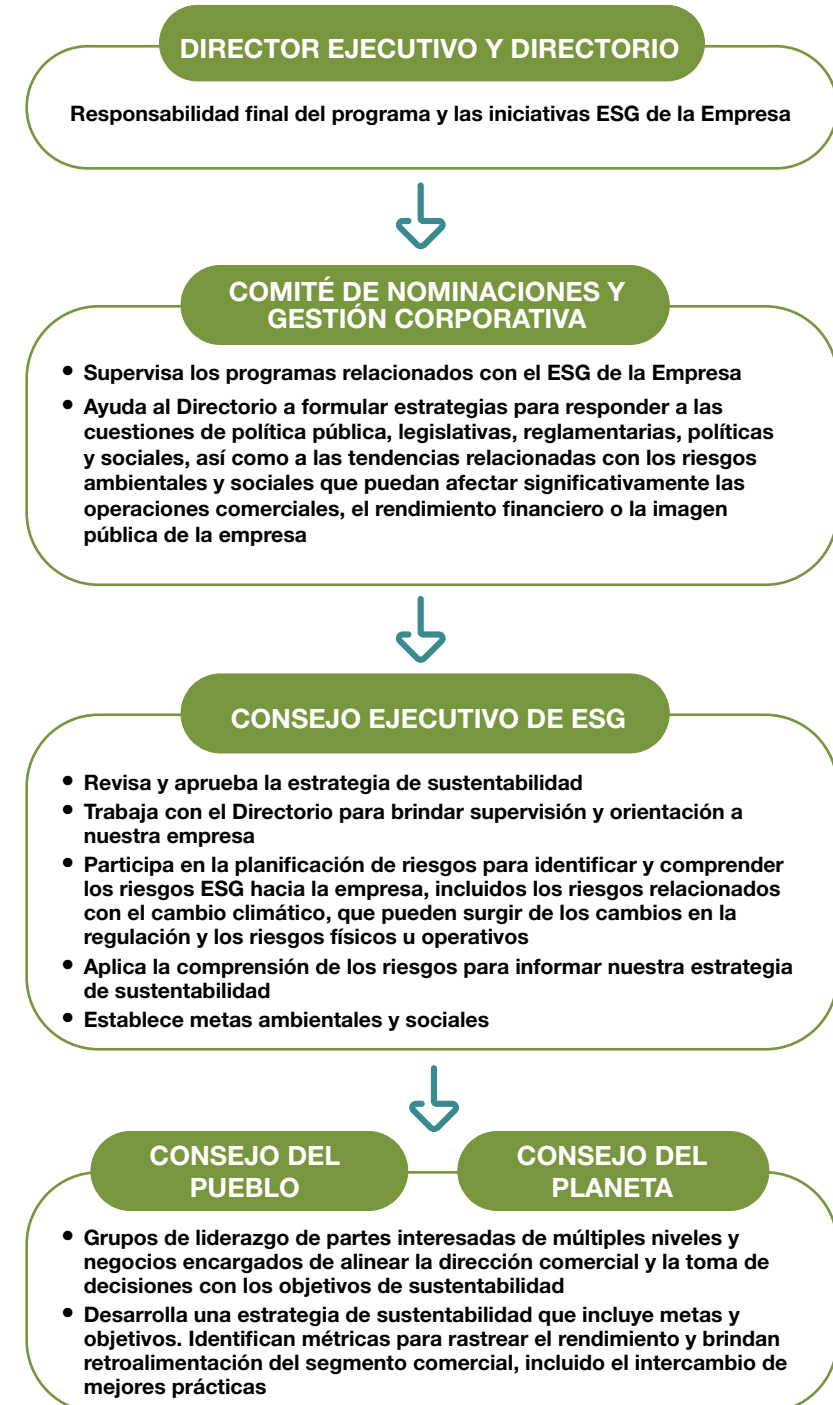 DIRECTOR EJECUTIVO Y DIRECTORIO
Responsabilidad final del programa y las iniciativas ESG de la Empresa
COMITÉ DE NOMINACIONES Y
GESTIÓN CORPORATIVA
• Supervisa los programas relacionados con el ESG de la Empresa
• Ayuda al Directorio a formular estrategias para responder a las
cuestiones de política pública, legislativas, reglamentarias, políticas
y sociales, así como a las tendencias relacionadas con los riesgos
ambientales y sociales que puedan afectar significativamente las
operaciones comerciales, el rendimiento financiero o la imagen
pública de la empresa
CONSEJO EJECUTIVO DE ESG
• Revisa y aprueba la estrategia de sustentabilidad
• Trabaja con el Directorio para brindar supervisión y orientación a
nuestra empresa
• Participa en la planificación de riesgos para identificar y comprender
los riesgos ESG hacia la empresa, incluidos los riesgos relacionados
con el cambio climático, que pueden surgir de los cambios en la
regulación y los riesgos físicos u operativos
• Aplica la comprensión de los riesgos para informar nuestra estrategia
de sustentabilidad
• Establece metas ambientales y sociales
CONSEJO DEL
PUEBLO
CONSEJO DEL
PLANETA
• Grupos de liderazgo de partes interesadas de múltiples niveles y
negocios encargados de alinear la dirección comercial y la toma de
decisiones con los objetivos de sustentabilidad
• Desarrolla una estrategia de sustentabilidad que incluye metas y
objetivos. Identifican métricas para rastrear el rendimiento y brindan
retroalimentación del segmento comercial, incluido el intercambio de
mejores prácticas